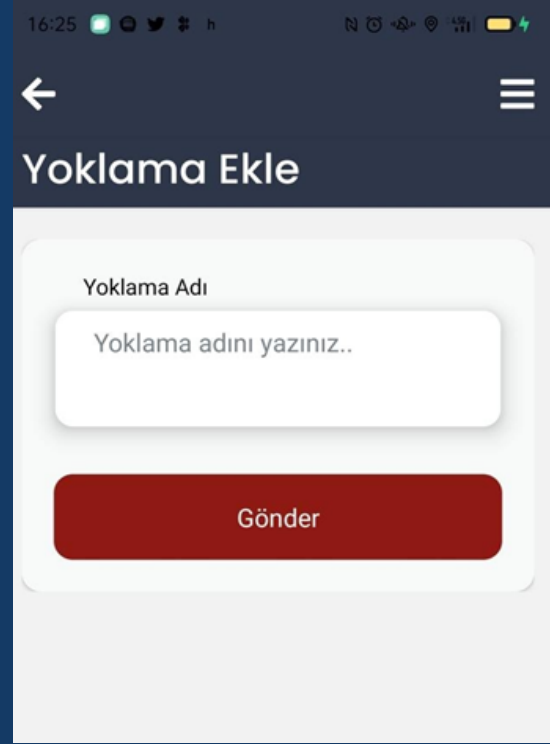 16:25 h
Yoklama Ekle
Yoklama Adı
Yoklama adını yazınız..
Gönder